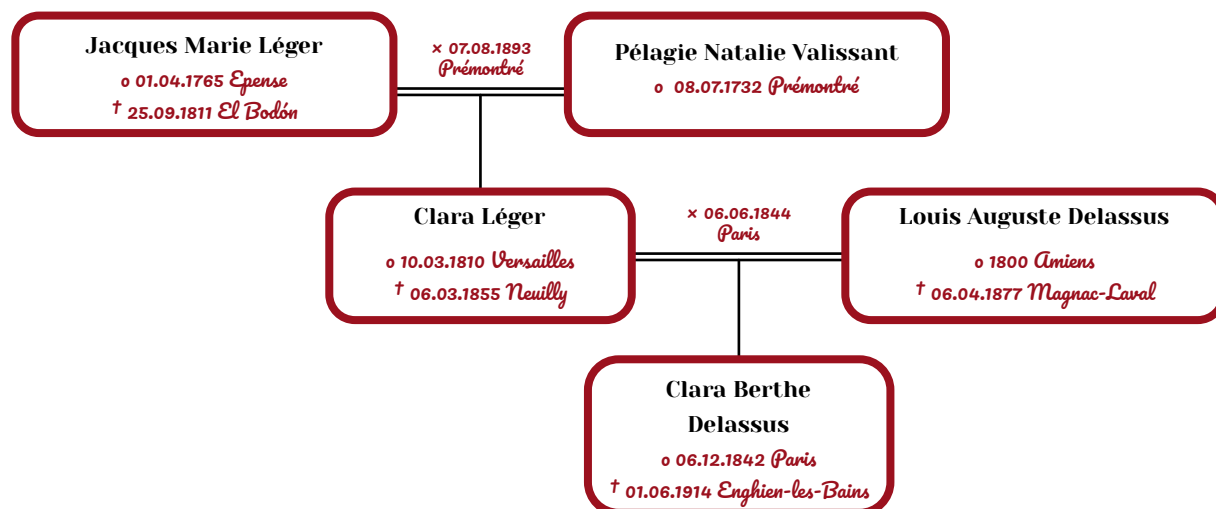 Jacques Marie Léger
o 01.04.1765 Epense
† 25.09.1811 El Bodón
× 07.08.1893
Prémontré
Pélagie Natalie Valissant
o 08.07.1732 Prémontré
Clara Léger
o 10.03.1810 Versailles
† 06.03.1855 Neuilly
× 06.06.1844
Paris
Louis Auguste Delassus
o 1800 Amiens
† 06.04.1877 Magnac-Laval
Clara Berthe
Delassus
o 06.12.1842 Paris
† 01.06.1914 Enghien-les-Bains